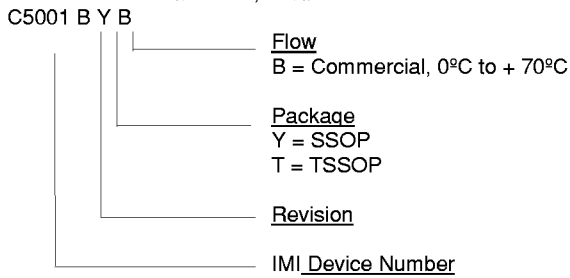 C5001 B Y B
Flow
B = Commercial, 0ºC to + 70ºC
Package
Y = SSOP
T = TSSOP
Revision
IMI Device Number